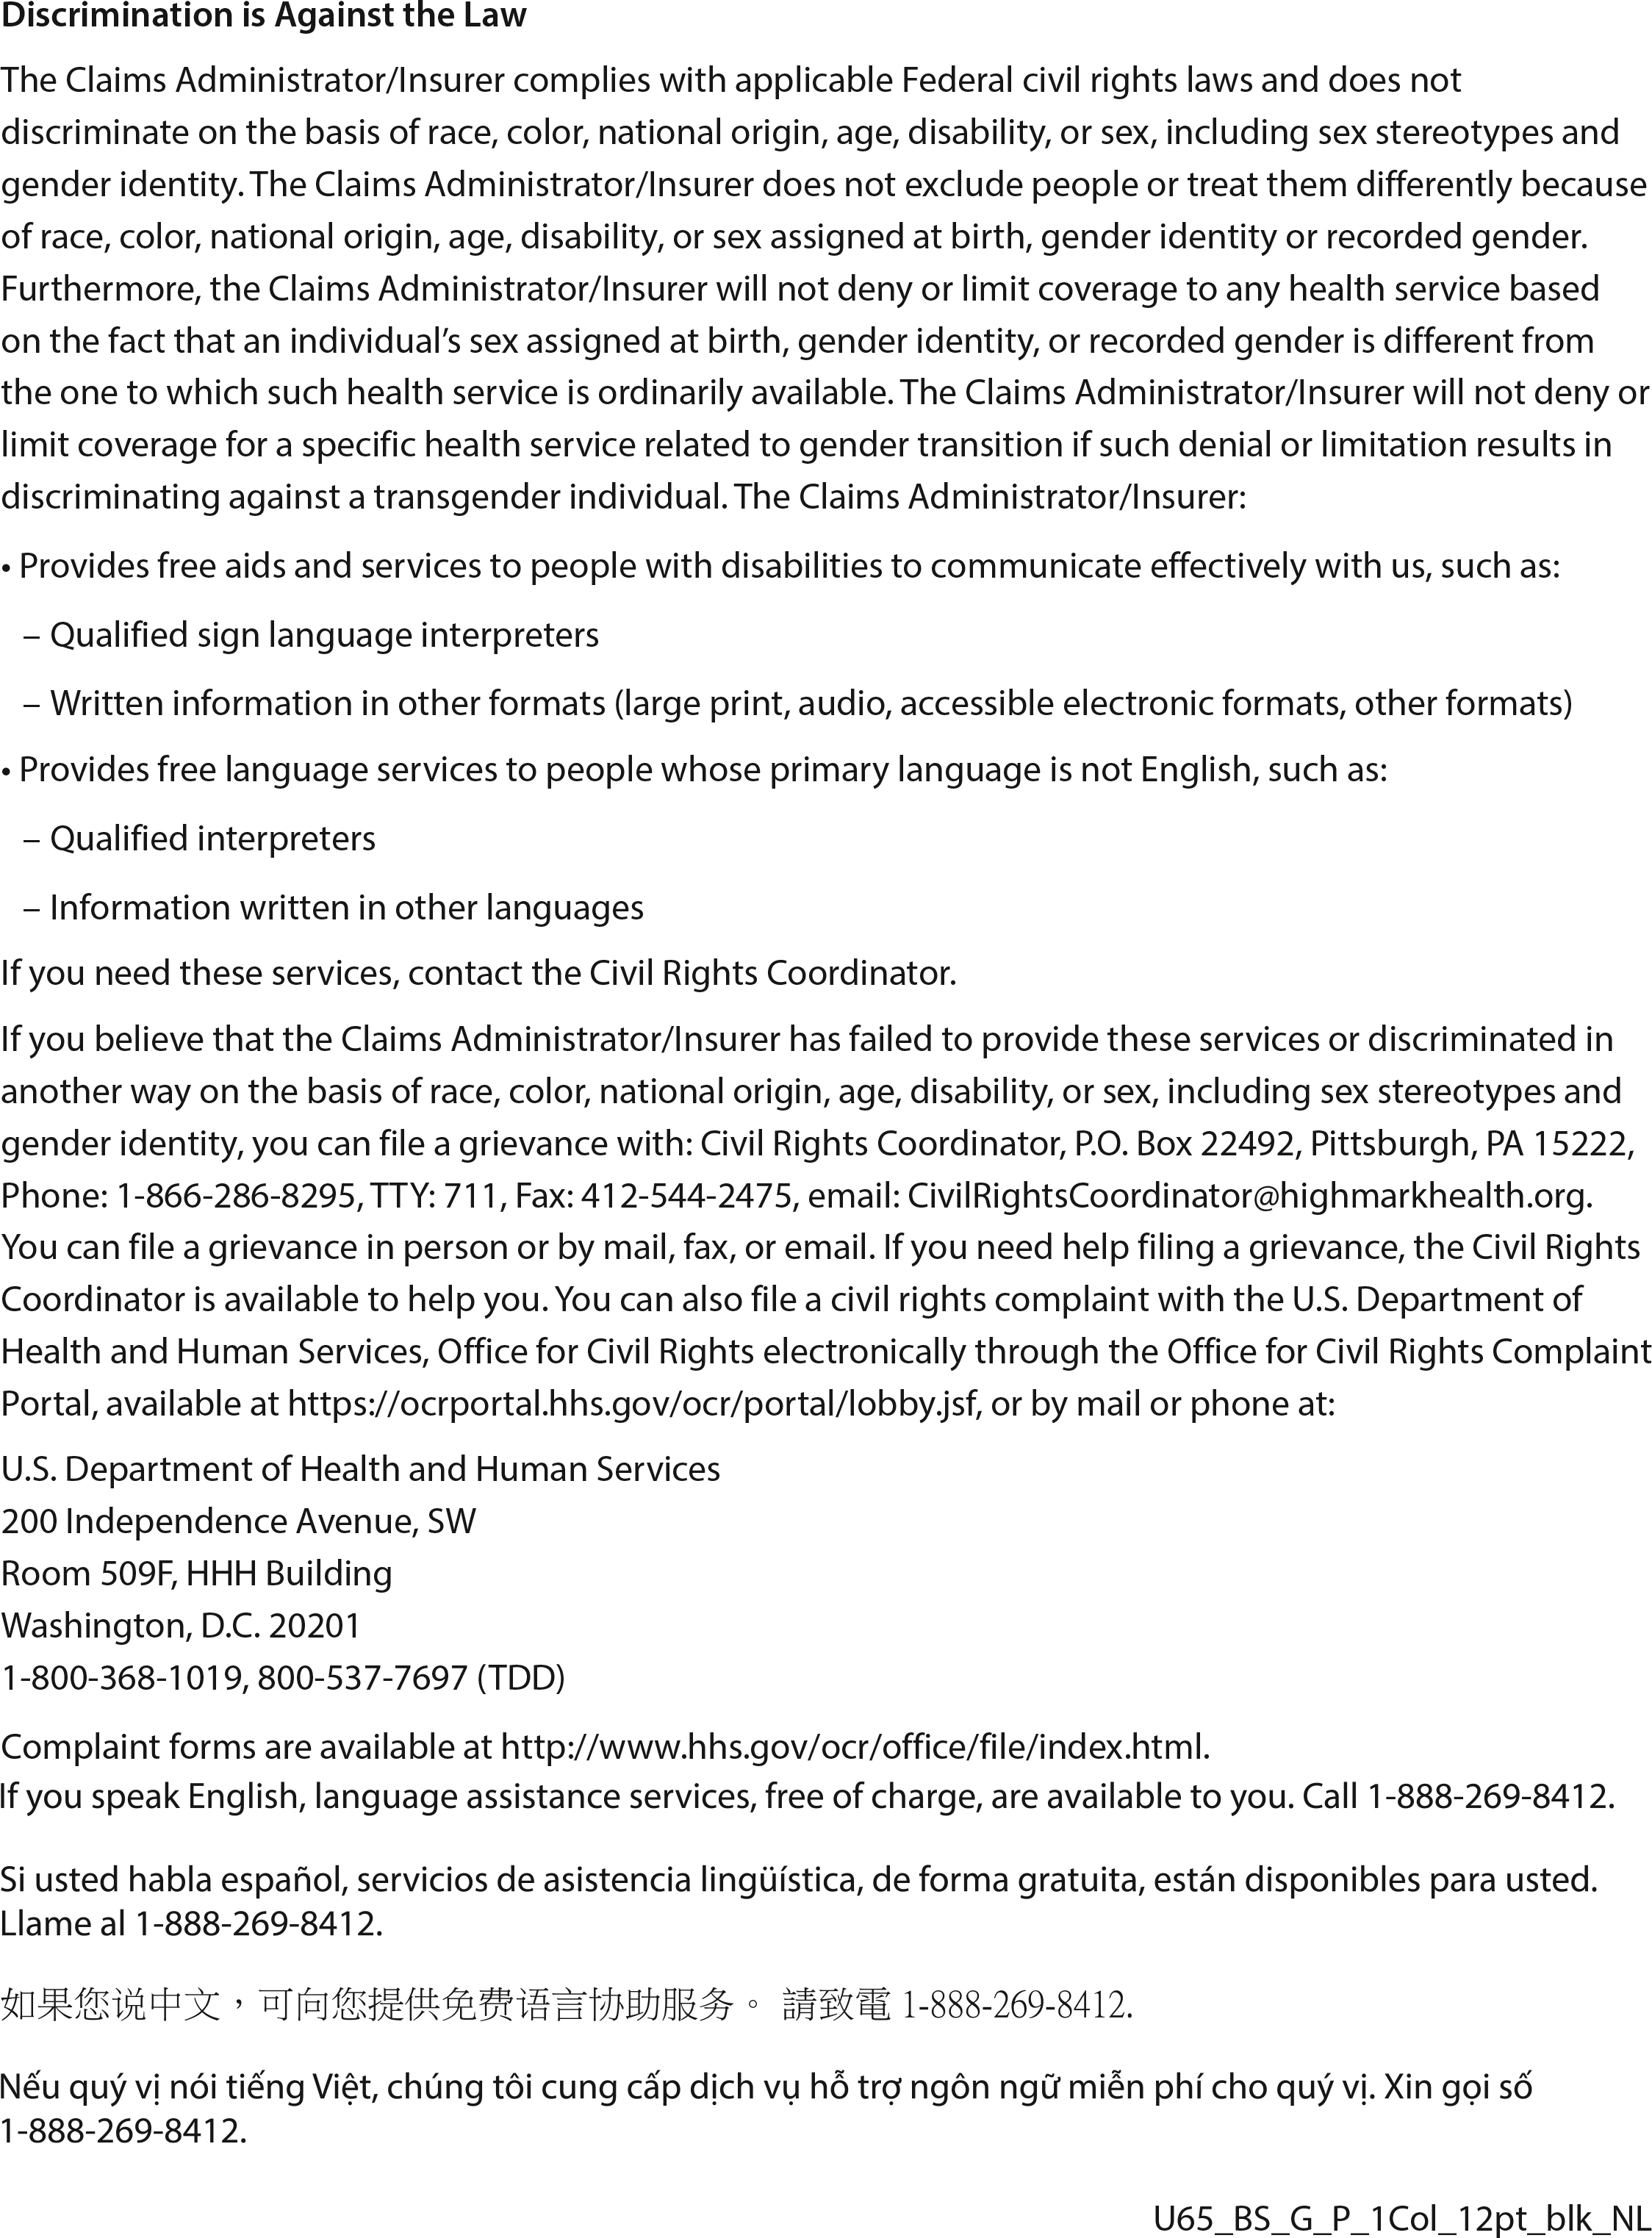 Discrimination is Against the Law
The Claims Administrator/Insurer complies with applicable Federal civil rights laws and does not
discriminate on the basis of race, color, national origin, age, disability, or sex, including sex stereotypes and
gender identity. The Claims Administrator/Insurer does not exclude people or treat them differently because
of race, color, national origin, age, disability, or sex assigned at birth, gender identity or recorded gender.
Furthermore, the Claims Administrator/Insurer will not deny or limit coverage to any health service based
on the fact that an individual’s sex assigned at birth, gender identity, or recorded gender is different from
the one to which such health service is ordinarily available. The Claims Administrator/Insurer will not deny or
limit coverage for a specific health service related to gender transition if such denial or limitation results in
discriminating against a transgender individual. The Claims Administrator/Insurer:
• Provides free aids and services to people with disabilities to communicate effectively with us, such as:
– Qualified sign language interpreters
– Written information in other formats (large print, audio, accessible electronic formats, other formats)
• Provides free language services to people whose primary language is not English, such as:
– Qualified interpreters
– Information written in other languages
If you need these services, contact the Civil Rights Coordinator.
If you believe that the Claims Administrator/Insurer has failed to provide these services or discriminated in
another way on the basis of race, color, national origin, age, disability, or sex, including sex stereotypes and
gender identity, you can file a grievance with: Civil Rights Coordinator, P.O. Box 22492, Pittsburgh, PA 15222,
Phone: 1-866-286-8295, TTY: 711, Fax: 412-544-2475, email: CivilRightsCoordinator@highmarkhealth.org.
You can file a grievance in person or by mail, fax, or email. If you need help filing a grievance, the Civil Rights
Coordinator is available to help you. You can also file a civil rights complaint with the U.S. Department of
Health and Human Services, Office for Civil Rights electronically through the Office for Civil Rights Complaint
Portal, available at https://ocrportal.hhs.gov/ocr/portal/lobby.jsf, or by mail or phone at:
U.S. Department of Health and Human Services
200 Independence Avenue, SW
Room 509F, HHH Building
Washington, D.C. 20201
1-800-368-1019, 800-537-7697 (TDD)
Complaint forms are available at http://www.hhs.gov/ocr/office/file/index.html.
If you speak English, language assistance services, free of charge, are available to you. Call 1-888-269-8412.
Si usted habla español, servicios de asistencia lingüística, de forma gratuita, están disponibles para usted.
Llame al 1-888-269-8412.
如果您说中文，可向您提供免费语言协助服务。 請致電 1-888-269-8412.
Nếu quý vị nói tiếng Việt, chúng tôi cung cấp dịch vụ hỗ trợ ngôn ngữ miễn phí cho quý vị. Xin gọi số
1-888-269-8412.
U65_BS_G_P_1Col_12pt_blk_NL